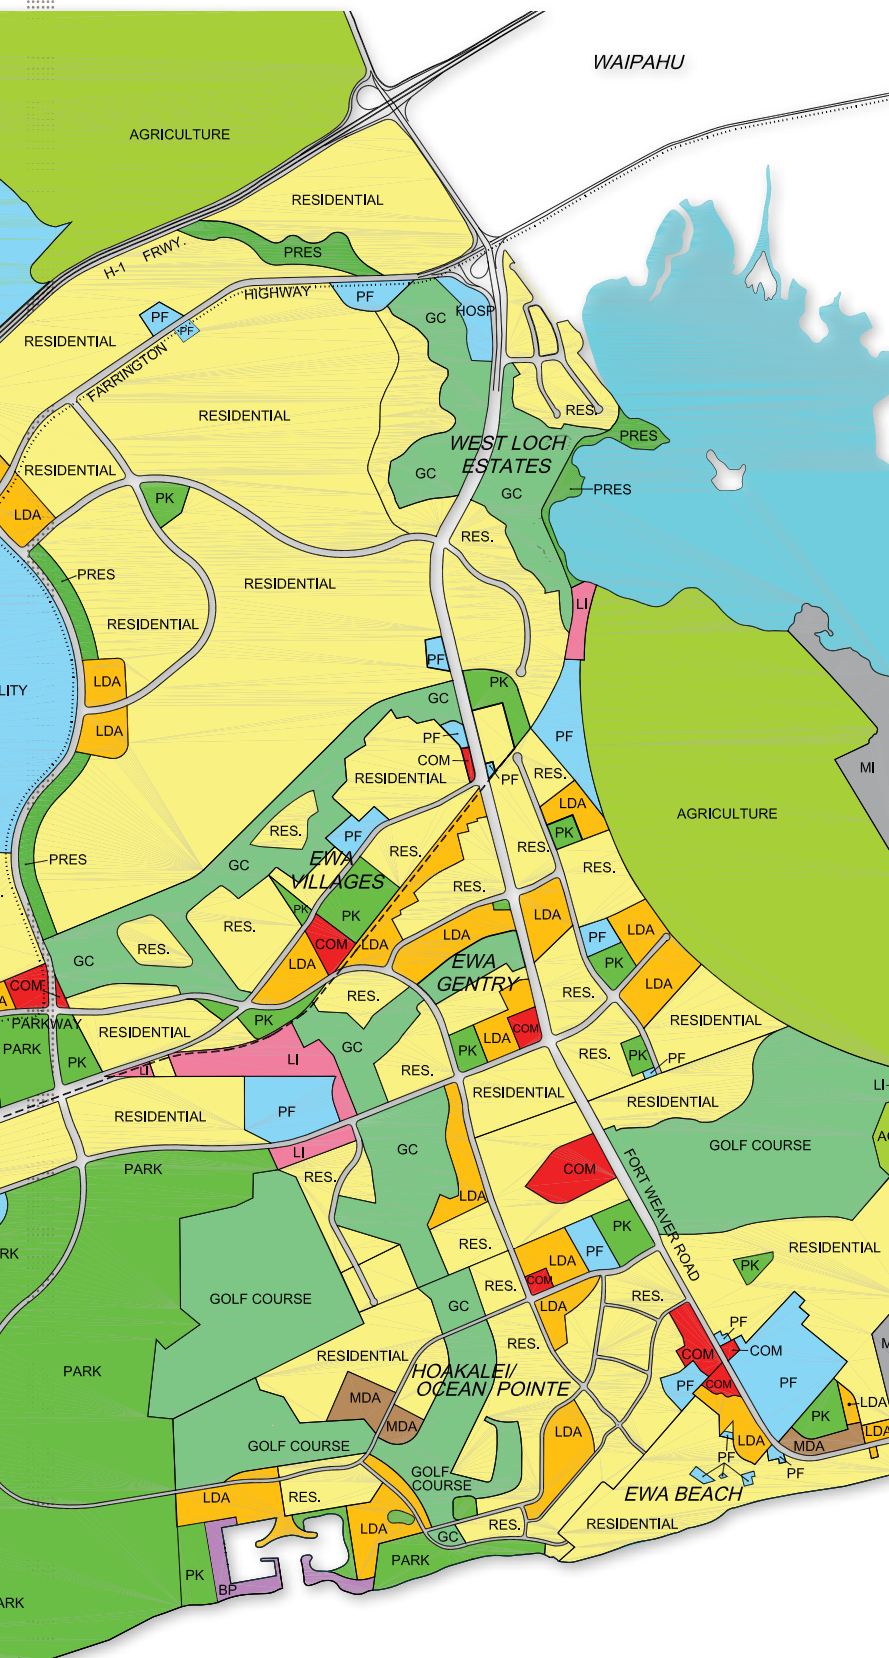 WAIPAHU
AGRICULTURE
RESIDENTIAL
H-1 FRWY.
PRES
HIGHWAY
PF
GC
HOSP
PF
PF
RESIDENTIAL
FARRINGTON
RESIDENTIAL
RES.
PRES
WEST LOCH
ESTATES
RESIDENTIAL
GC
GC
PRES
PK
LDA
RES.
PRES
RESIDENTIAL
LI
RESIDENTIAL
PF
LDA
PK
LITY
GC
LDA
PF
PF
COM
MI
RESIDENTIAL
PF
RES.
LDA
AGRICULTURE
RES.
PF
PK
EWA
VILLAGES
RES.
RES.
PRES
GC
RES.
RES.
PK
PK
LDA
RES.
LDA
PF
LDA
COM
LDA
RES.
GC
EWA
GENTRY
PK
LDA
COM
LDA
RES.
RES.
A
PK
RESIDENTIAL
PARKWAY
RESIDENTIAL
COM
LDA
PARK
PK
GC
PK
RES.
PK
PF
LI
LI
RES.
RESIDENTIAL
RESIDENTIAL
LI
PF
RESIDENTIAL
GOLF COURSE
AG
LI
GC
FORT WEAVER ROAD
PARK
COM
RES.
LDA
PK
RES.
PF
RESIDENTIAL
RK
LDA
PK
COM
RES.
RES.
GOLF COURSE
GC
LDA
PF
RES.
COM
COM
RESIDENTIAL
M
PARK
HOAKALEI/
OCEAN POINTE
COM
PF
PF
MDA
LDA
PK
MDA
LDA
LDA
GOLF COURSE
LDA
MDA
PF
GOLF
COURSE
PF
EWA BEACH
LDA
RES.
RES.
RESIDENTIAL
LDA
GC
PARK
PK
BP
ARK